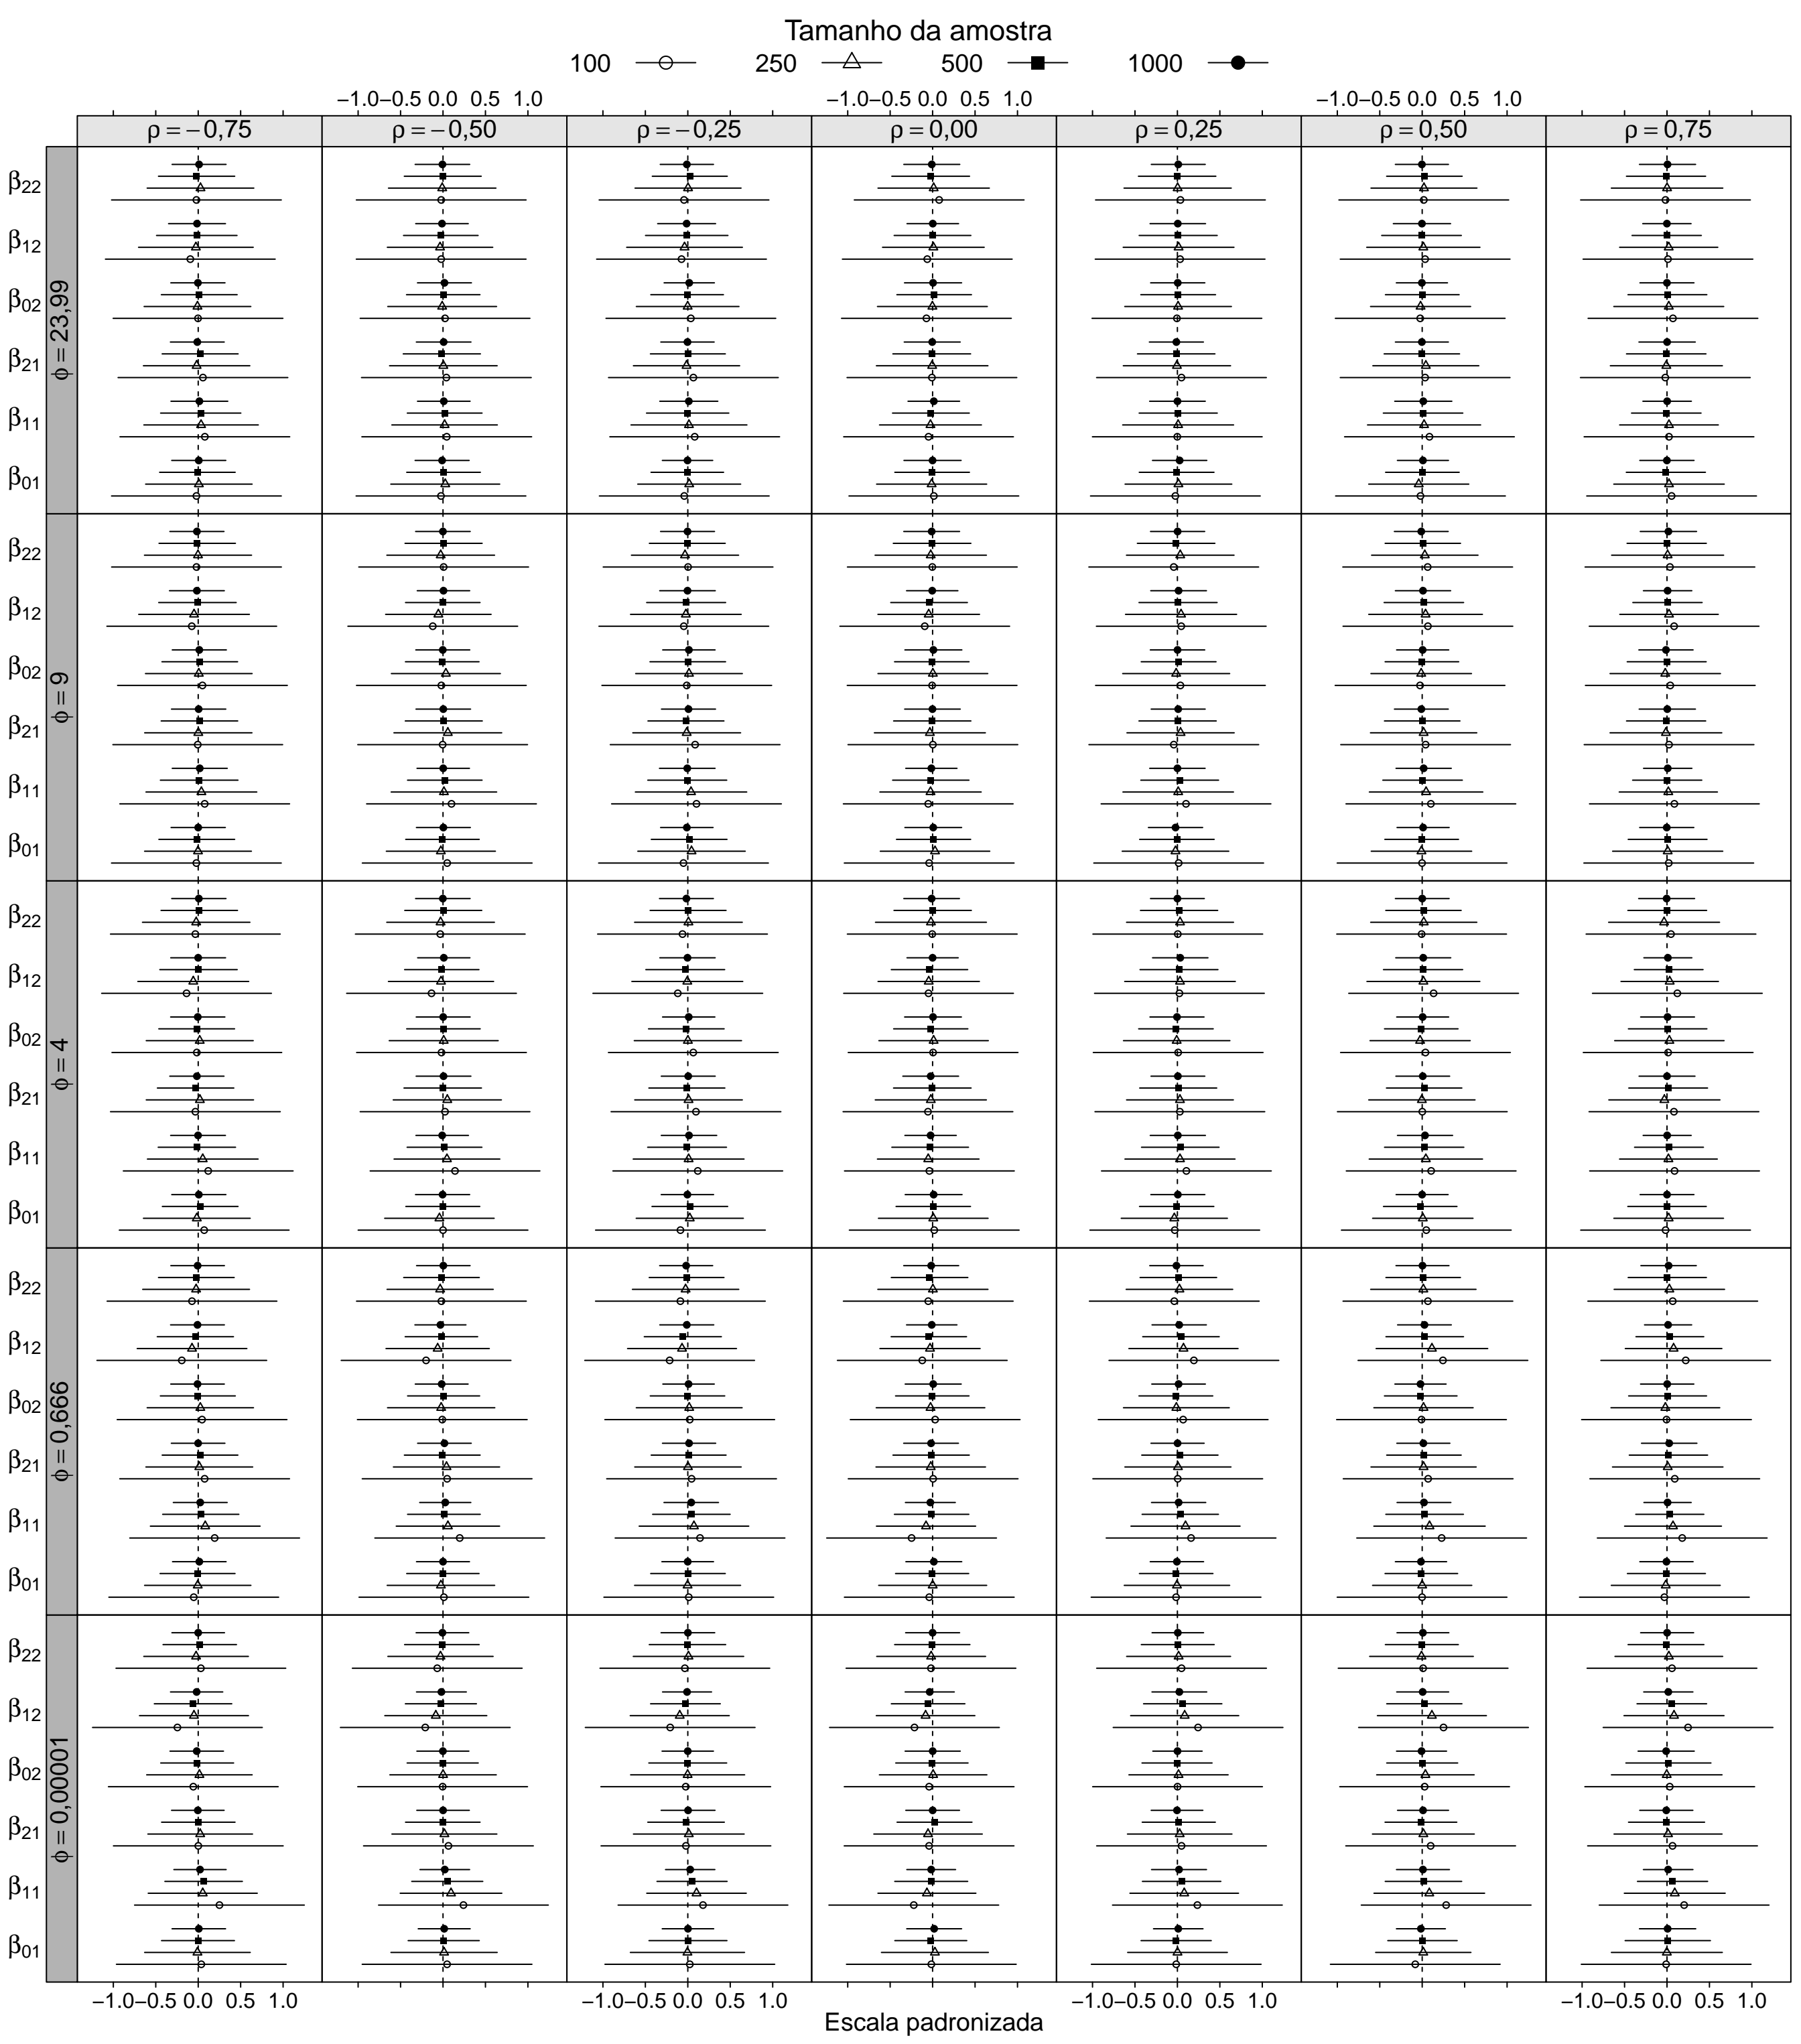 Tamanho da amostra
100 250 500 1000
−1.0 −0.5 0.0 0.5 1.0 −1.0 −0.5 0.0 0.5 1.0 −1.0 −0.5 0.0 0.5 1.0
ρ = −0,75 ρ = −0,50 ρ = −0,25 ρ = 0,00 ρ = 0,25 ρ = 0,50 ρ = 0,75
ϕ = 23,99
β22
β12
β02
β21
β11
β01
ϕ = 9
β22
β12
β02
β21
β11
β01
ϕ = 4
β22
β12
β02
β21
β11
β01
ϕ = 0,666
β22
β12
β02
β21
β11
β01
ϕ = 0,00001
β22
β12
β02
β21
β11
β01
−1.0 −0.5 0.0 0.5 1.0 −1.0 −0.5 0.0 0.5 1.0 −1.0 −0.5 0.0 0.5 1.0 −1.0 −0.5 0.0 0.5 1.0
Escala padronizada